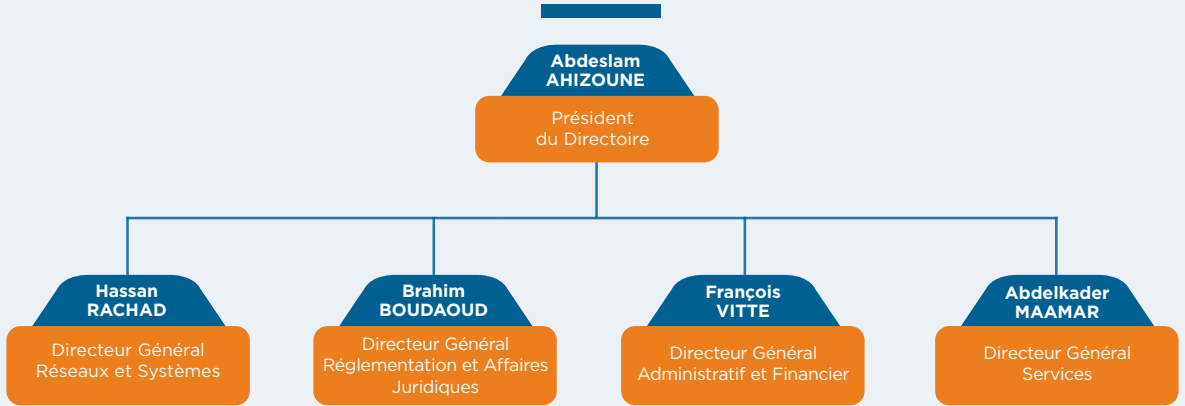 Abdeslam
AHIZOUNE
Président
du Directoire
Hassan
RACHAD
Directeur Général
Réseaux et Systèmes
Brahim
BOUDAOUD
Directeur Général
Réglementation et Affaires
Juridiques
François
VITTE
Directeur Général
Administratif et Financier
Abdelkader
MAAMAR
Directeur Général
Services